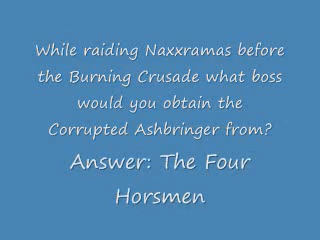 While raiding Naxxramas before
the Burning Crusade what boss
would you obtain the
Corrupted Ashbringer from?
Answer: The Four
Horsmen